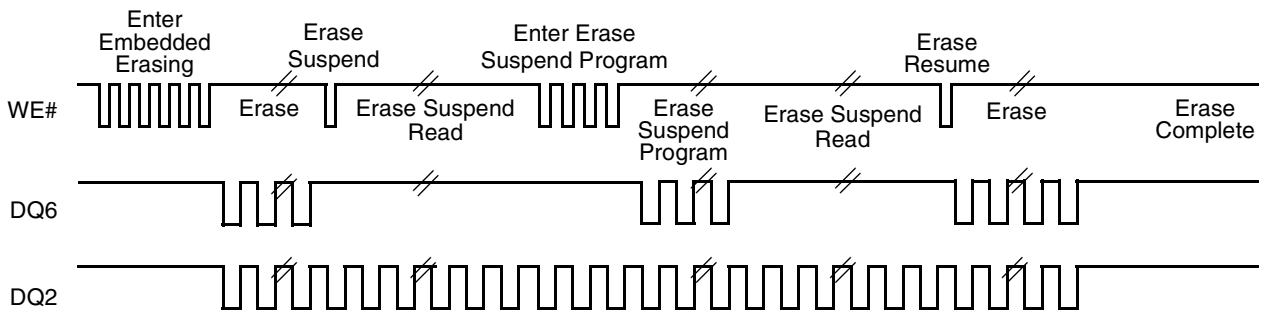 Enter
Embedded
Erasing
Erase
Suspend
Enter Erase
Suspend Program
Erase
Resume
WE#
Erase
Erase Suspend
Read
Erase
Suspend
Program
Erase Suspend
Read
Erase
Erase
Complete
DQ6
DQ2